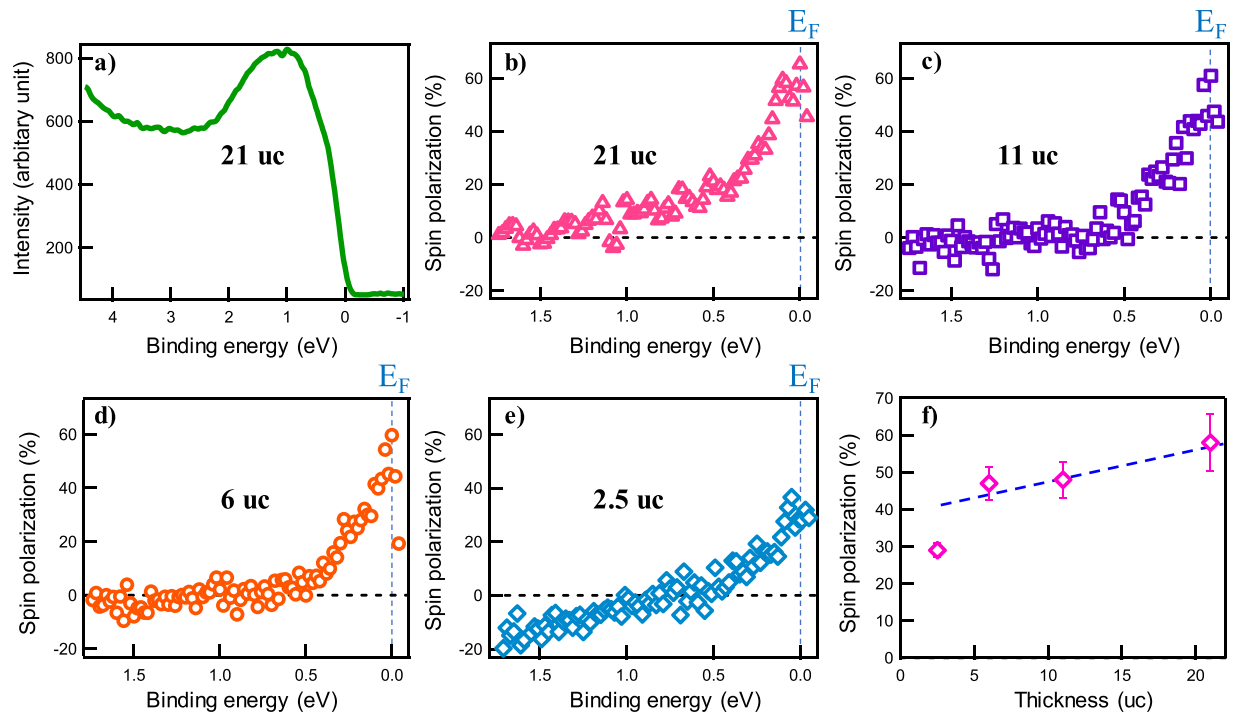 E_F
E_F
a)
b)
c)
Intensity (arbitary unit)
800
600
400
200
21 uc
4
3
2
1
0
-1
Binding energy (eV)
Spin polarization (%)
60
40
20
0
-20
21 uc
1.5
1.0
0.5
0.0
Binding energy (eV)
Spin polarization (%)
60
40
20
0
-20
11 uc
1.5
1.0
0.5
0.0
Binding energy (eV)
E_F
E_F
d)
e)
f)
Spin polarization (%)
60
40
20
0
-20
6 uc
1.5
1.0
0.5
0.0
Binding energy (eV)
Spin polarization (%)
60
40
20
0
-20
2.5 uc
1.5
1.0
0.5
0.0
Binding energy (eV)
Spin polarization (%)
70
60
50
40
30
20
10
0
0
5
10
15
20
Thickness (uc)